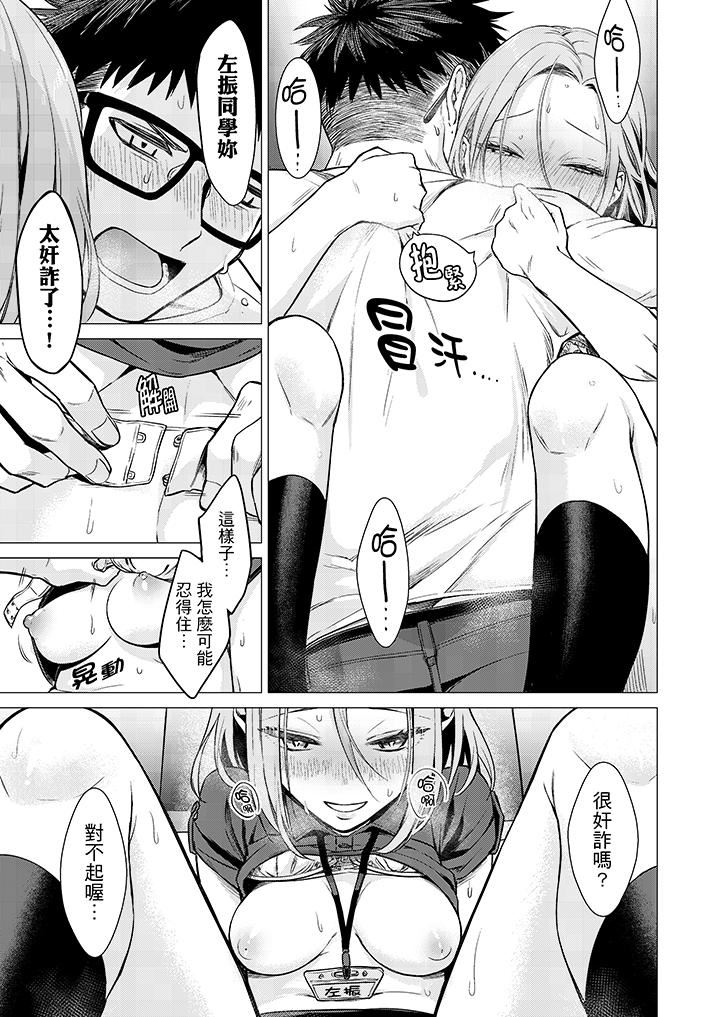 哈—…
哈—…
抱緊
冒汗……
哈—…
左振同學妳
太奸詐了…！
解開
這樣子…
我怎麼可能
忍得住…
晃動
很奸詐嗎？
哈啊
哈啊
對不起喔…
左振